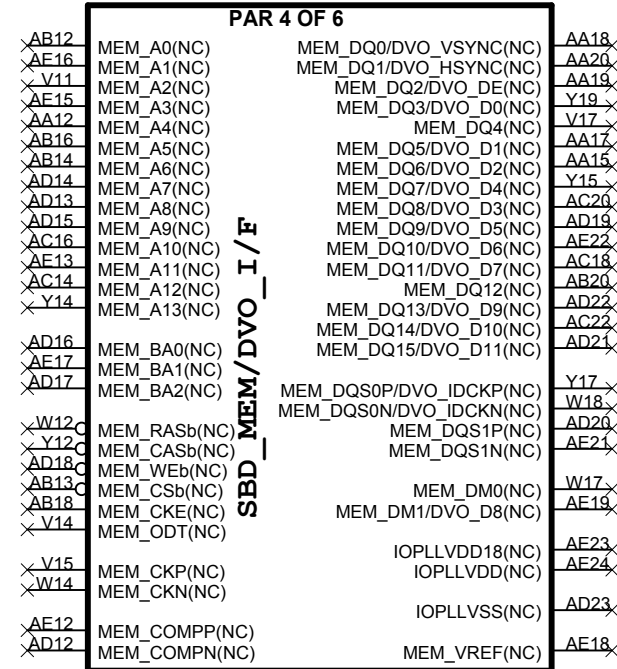 PAR 4 OF 6
AB12 MEM_A0(NC) MEM_DQ0/DVO_VSYNC(NC) AA18
AE16 MEM_A1(NC) MEM_DQ1/DVO_HSYNC(NC) AA20
V11 MEM_A2(NC) MEM_DQ2/DVO_DE(NC) AA19
AE15 MEM_A3(NC) MEM_DQ3/DVO_D0(NC) Y19
AA12 MEM_A4(NC) MEM_DQ4(NC) V17
AB16 MEM_A5(NC) MEM_DQ5/DVO_D1(NC) AA17
AB14 MEM_A6(NC) MEM_DQ6/DVO_D2(NC) AA15
AD14 MEM_A7(NC) MEM_DQ7/DVO_D4(NC) Y15
AD13 MEM_A8(NC) MEM_DQ8/DVO_D3(NC) AC20
AD15 MEM_A9(NC) MEM_DQ9/DVO_D5(NC) AD19
AC16 MEM_A10(NC) MEM_DQ10/DVO_D6(NC) AE22
AE13 MEM_A11(NC) MEM_DQ11/DVO_D7(NC) AC18
AC14 MEM_A12(NC) MEM_DQ12(NC) AB20
Y14 MEM_A13(NC) MEM_DQ13/DVO_D9(NC) AD22
MEM_DQ14/DVO_D10(NC) AC22
AD16 MEM_BA0(NC) MEM_DQ15/DVO_D11(NC) AD21
AE17 MEM_BA1(NC)
AD17 MEM_BA2(NC) MEM_DQS0P/DVO_IDCKP(NC) Y17
MEM_DQS0N/DVO_IDCKN(NC) W18
W12 MEM_RASb(NC) MEM_DQS1P(NC) AD20
Y12 MEM_CASb(NC) MEM_DQS1N(NC) AE21
AD18 MEM_WEb(NC)
AB13 MEM_CSb(NC) MEM_DM0(NC) W17
AB18 MEM_CKE(NC) MEM_DM1/DVO_D8(NC) AE19
V14 MEM_ODT(NC)
IOPLLVDD18(NC) AE23
V15 MEM_CKP(NC) IOPLLVDD(NC) AE24
W14 MEM_CKN(NC)
IOPLLVSS(NC) AD23
AE12 MEM_COMPP(NC)
AD12 MEM_COMPN(NC) MEM_VREF(NC) AE18
SBD_MEM/DVO_I/F